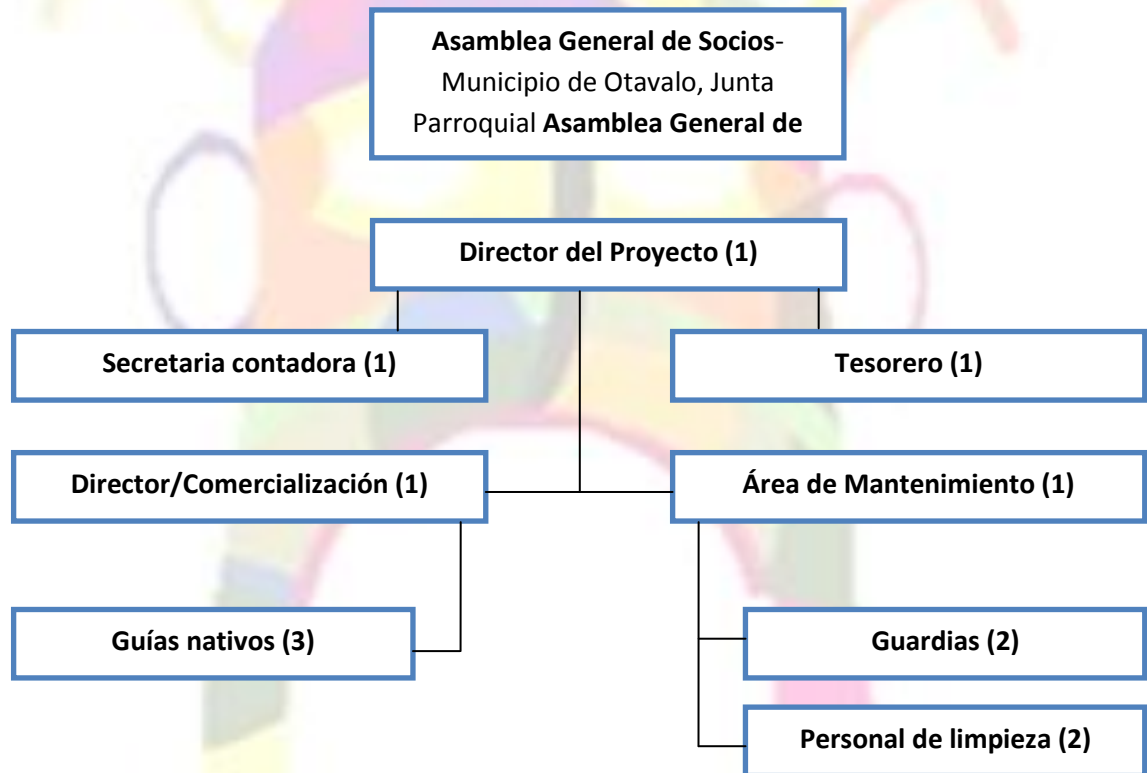 Asamblea General de Socios-
Municipio de Otavalo, Junta
Parroquial Asamblea General de
Director del Proyecto (1)
Secretaria contadora (1)
Tesorero (1)
Director/Comercialización (1)
Área de Mantenimiento (1)
Guías nativos (3)
Guardias (2)
Personal de limpieza (2)